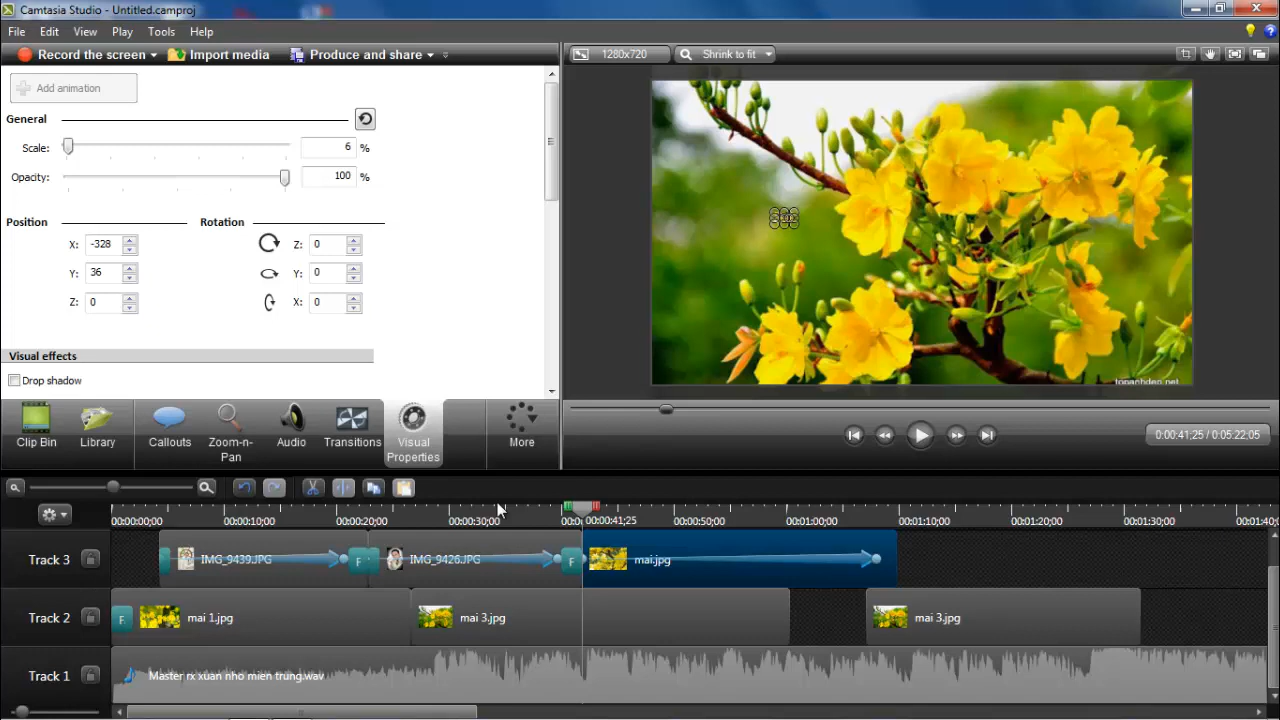 Camtasia Studio - Untitled.camproj
File Edit View Play Tools Help
Record the screen Import media Produce and share
1280x720 Shrink to fit
Add animation
General
Scale: 6 %
Opacity: 100 %
Position Rotation
X: -328 Z: 0
Y: 36 Y: 0
Z: 0 X: 0
Visual effects
Drop shadow
topanhdep.net
Clip Bin Library Callouts Zoom-n-Pan Audio Transitions Visual Properties More
0:00:41;25 / 0:05:22;05
00:00:00;00 00:00:10;00 00:00:20;00 00:00:30;00 00:00:41;25 00:00:50;00 00:01:00;00 00:01:10;00 00:01:20;00 00:01:30;00 00:01:40
Track 3 IMG_9439.JPG F IMG_9426.JPG F mai.jpg
Track 2 F mai 1.jpg mai 3.jpg mai 3.jpg
Track 1 Master rx xuan nho mien trung.wav